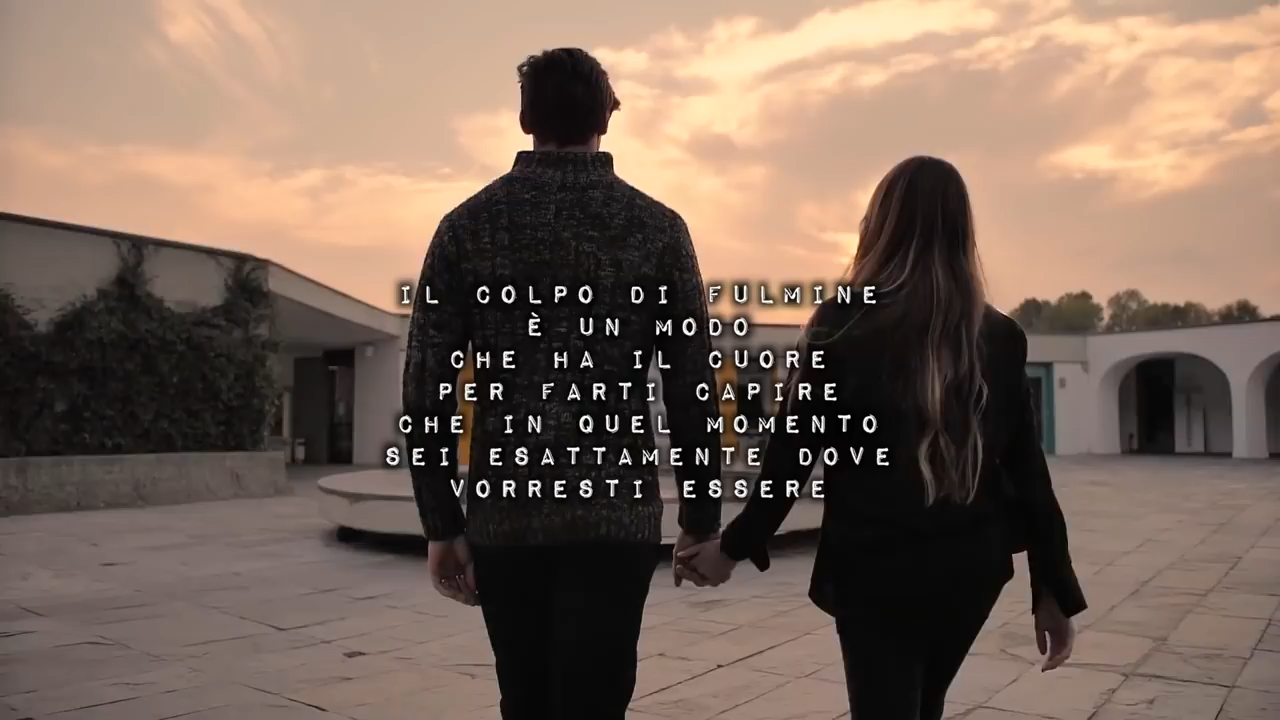 IL COLPO DI FULMINE
È UN MODO
CHE HA IL CUORE
PER FARTI CAPIRE
CHE IN QUEL MOMENTO
SEI ESATTAMENTE DOVE
VORRESTI ESSERE